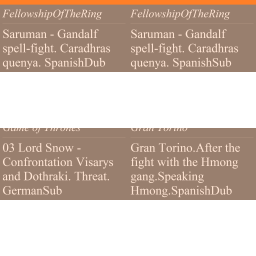 FellowshipOfTheRing
Saruman - Gandalf
spell-fight. Caradhras
quenya. SpanishDub
FellowshipOfTheRing
Saruman - Gandalf
spell-fight. Caradhras
quenya. SpanishSub
Game of Thrones
03 Lord Snow -
Confrontation Visarys
and Dothraki. Threat.
GermanSub
Gran Torino
Gran Torino.After the
fight with the Hmong
gang.Speaking
Hmong.SpanishDub